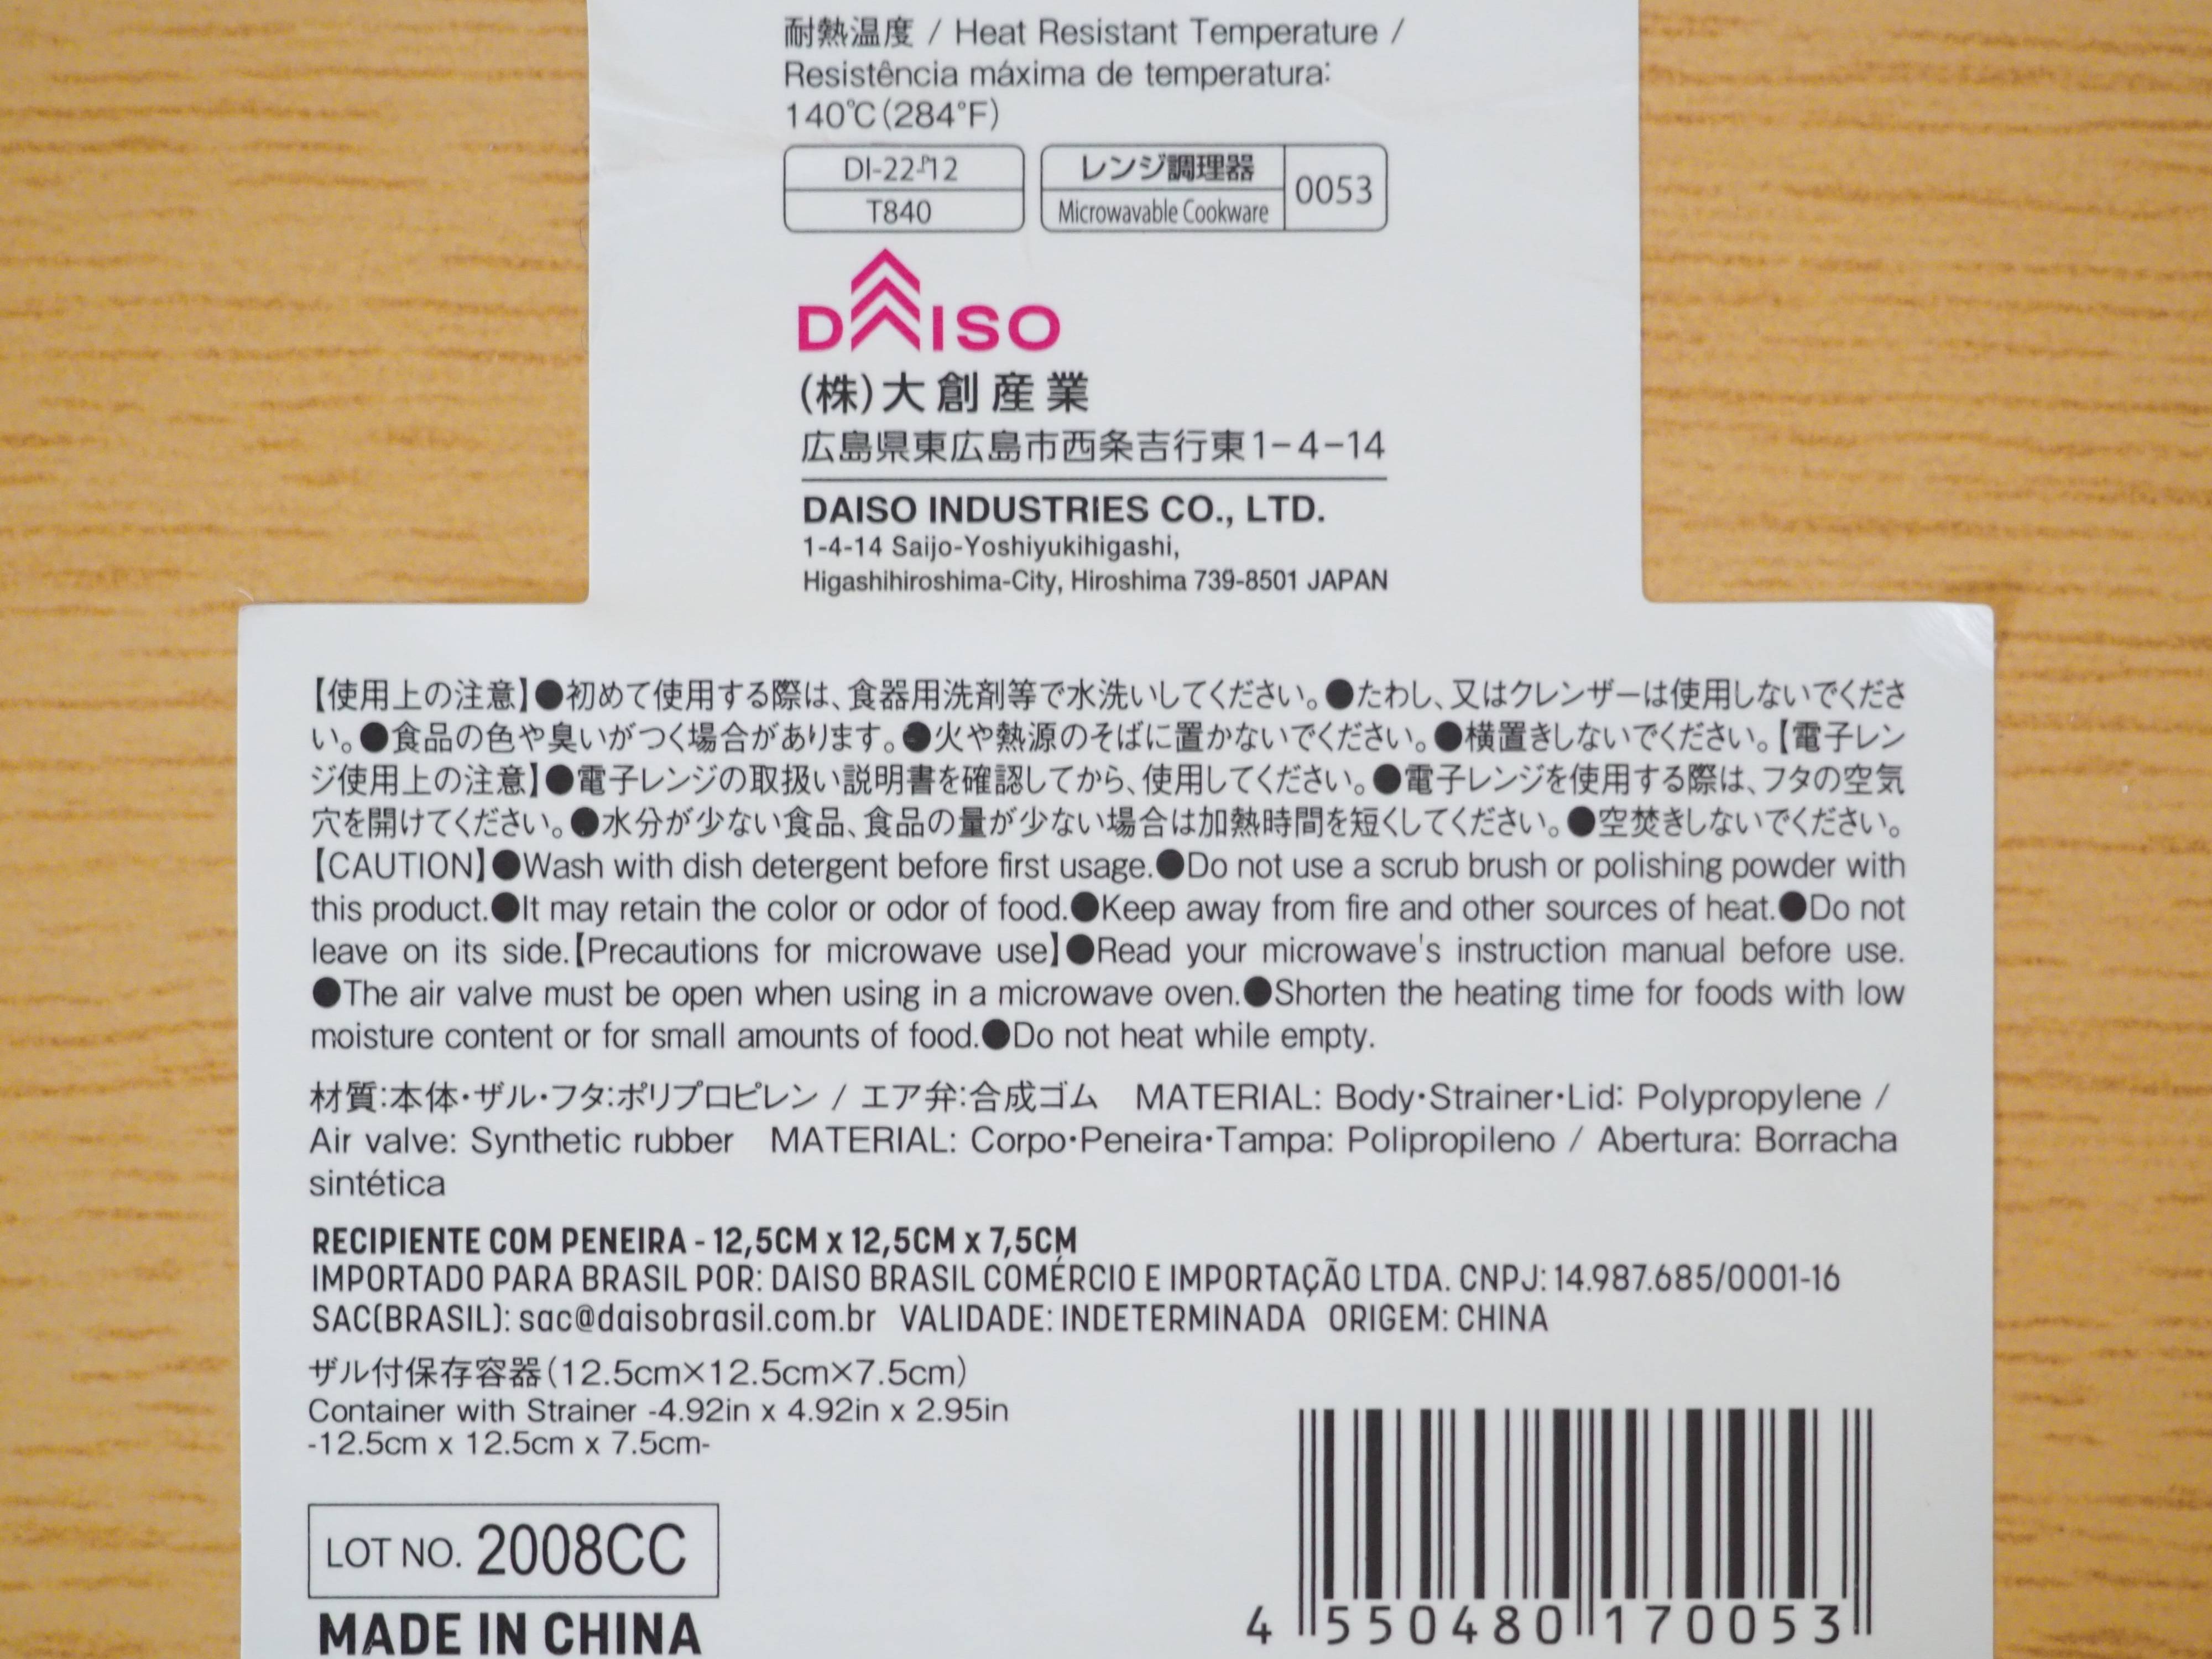 耐熱温度 / Heat Resistant Temperature /
Resistência máxima de temperatura:
140℃(284°F)
DI-22-P12
T840
レンジ調理器
Microwavable Cookware
0053
DAISO
(株)大創産業
広島県東広島市西条吉行東1-4-14
DAISO INDUSTRIES CO., LTD.
1-4-14 Saijo-Yoshiyukihigashi,
Higashihiroshima-City, Hiroshima 739-8501 JAPAN
【使用上の注意】●初めて使用する際は、食器用洗剤等で水洗いしてください。●たわし、又はクレンザーは使用しないでくださ
い。●食品の色や臭いがつく場合があります。●火や熱源のそばに置かないでください。●横置きしないでください。【電子レン
ジ使用上の注意】●電子レンジの取扱い説明書を確認してから、使用してください。●電子レンジを使用する際は、フタの空気
穴を開けてください。●水分が少ない食品、食品の量が少ない場合は加熱時間を短くしてください。●空焚きしないでください。
【CAUTION】●Wash with dish detergent before first usage.●Do not use a scrub brush or polishing powder with
this product.●It may retain the color or odor of food.●Keep away from fire and other sources of heat.●Do not
leave on its side.【Precautions for microwave use】●Read your microwave's instruction manual before use.
●The air valve must be open when using in a microwave oven.●Shorten the heating time for foods with low
moisture content or for small amounts of food.●Do not heat while empty.
材質:本体・ザル・フタ:ポリプロピレン / エア弁:合成ゴム MATERIAL: Body・Strainer・Lid: Polypropylene /
Air valve: Synthetic rubber MATERIAL: Corpo・Peneira・Tampa: Polipropileno / Abertura: Borracha
sintética
RECIPIENTE COM PENEIRA - 12,5CM x 12,5CM x 7,5CM
IMPORTADO PARA BRASIL POR: DAISO BRASIL COMÉRCIO E IMPORTAÇÃO LTDA. CNPJ: 14.987.685/0001-16
SAC(BRASIL): sac@daisobrasil.com.br VALIDADE: INDETERMINADA ORIGEM: CHINA
ザル付保存容器(12.5cm×12.5cm×7.5cm)
Container with Strainer -4.92in x 4.92in x 2.95in
-12.5cm x 12.5cm x 7.5cm-
LOT NO. 2008CC
MADE IN CHINA
4 550480 170053